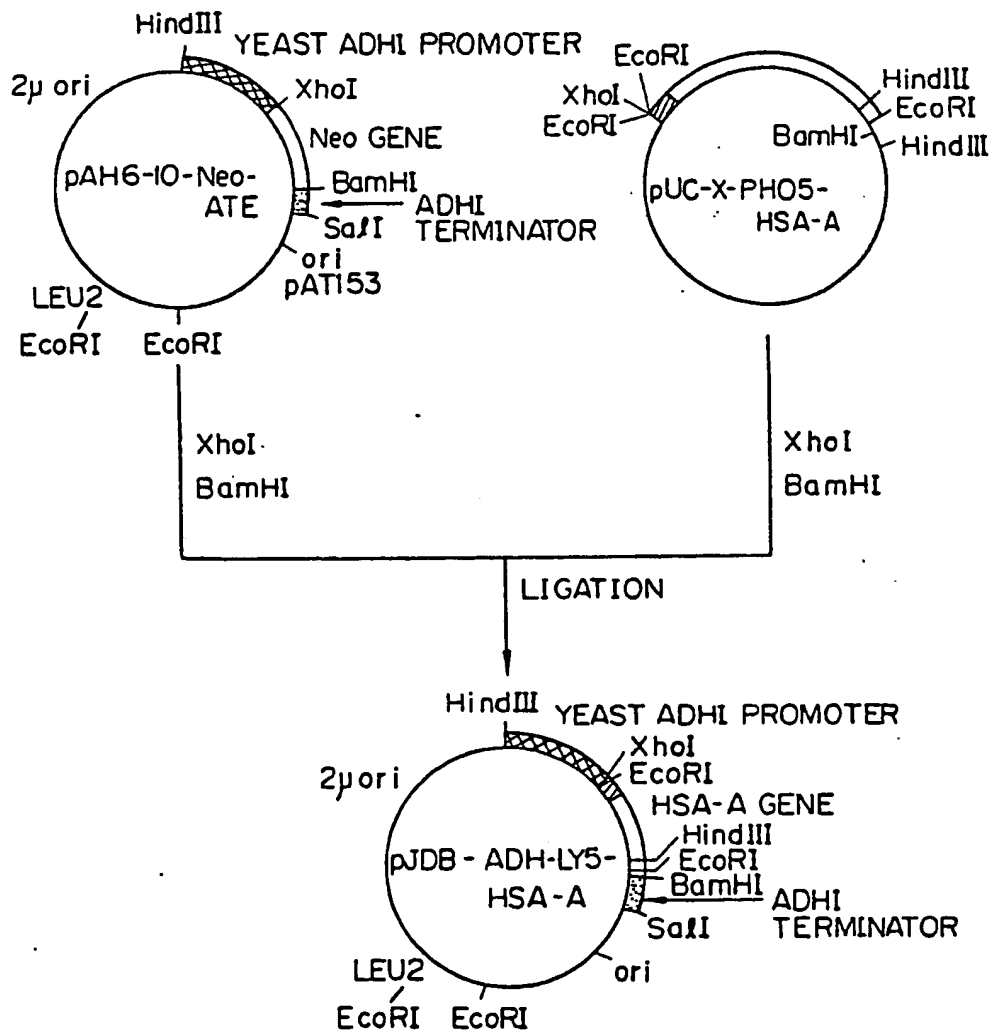 HindIII
YEAST ADHI PROMOTER
2μ ori
XhoI
Neo GENE
pAH6-10-Neo-
ATE
BamHI
ADHI
TERMINATOR
SalI
ori
pAT153
LEU2
EcoRI
EcoRI
EcoRI
XhoI
EcoRI
HindIII
EcoRI
BamHI
HindIII
pUC-X-PHO5-
HSA-A
XhoI
BamHI
XhoI
BamHI
LIGATION
HindIII
YEAST ADHI PROMOTER
XhoI
EcoRI
2μ ori
HSA-A GENE
HindIII
EcoRI
BamHI
pJDB-ADH-LY5-
HSA-A
ADHI
TERMINATOR
SalI
ori
LEU2
EcoRI
EcoRI